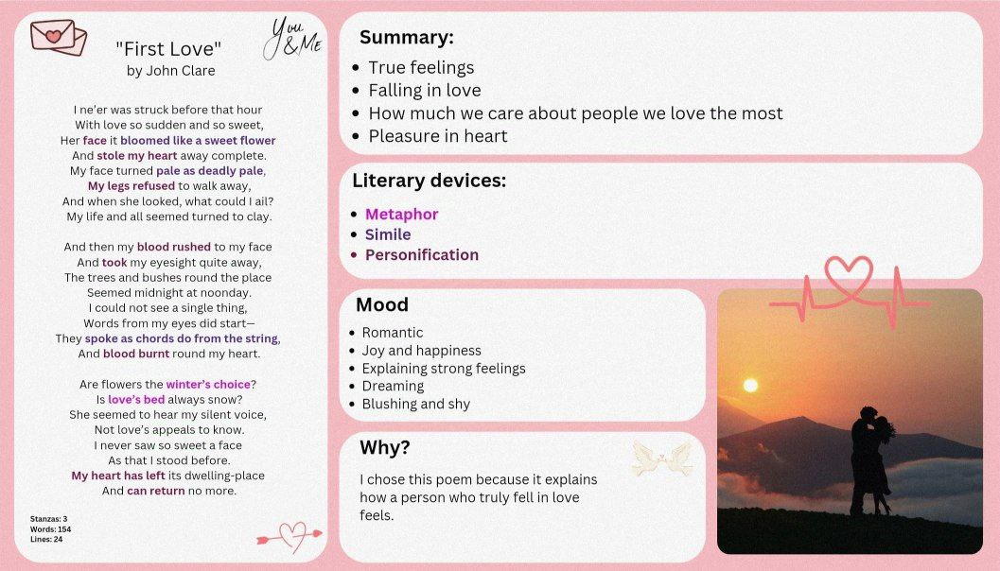 "First Love"
by John Clare
You
&Me
I ne'er was struck before that hour
With love so sudden and so sweet,
Her face it bloomed like a sweet flower
And stole my heart away complete.
My face turned pale as deadly pale,
My legs refused to walk away,
And when she looked, what could I ail?
My life and all seemed turned to clay.
And then my blood rushed to my face
And took my eyesight quite away,
The trees and bushes round the place
Seemed midnight at noonday.
I could not see a single thing,
Words from my eyes did start—
They spoke as chords do from the string,
And blood burnt round my heart.
Are flowers the winter's choice?
Is love's bed always snow?
She seemed to hear my silent voice,
Not love's appeals to know.
I never saw so sweet a face
As that I stood before.
My heart has left its dwelling-place
And can return no more.
Stanzas: 3
Words: 154
Lines: 24
Summary:
• True feelings
• Falling in love
• How much we care about people we love the most
• Pleasure in heart
Literary devices:
• Metaphor
• Simile
• Personification
Mood
• Romantic
• Joy and happiness
• Explaining strong feelings
• Dreaming
• Blushing and shy
Why?
I chose this poem because it explains
how a person who truly fell in love
feels.